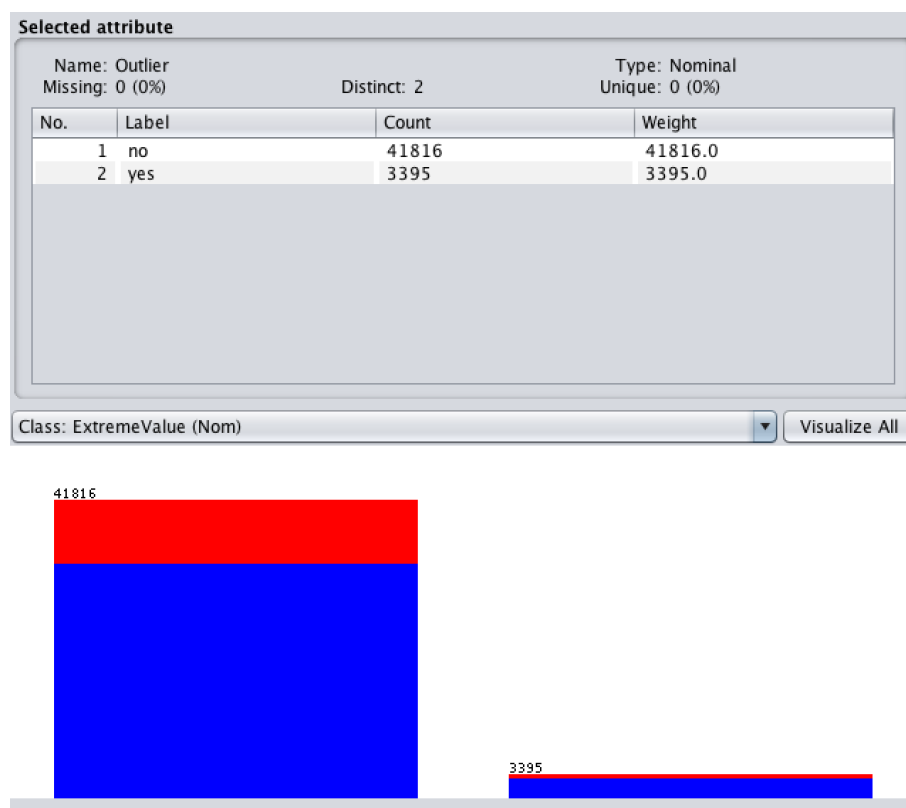 Selected attribute
Name: Outlier Type: Nominal
Missing: 0 (0%) Distinct: 2 Unique: 0 (0%)
No. Label Count Weight
1 no 41816 41816.0
2 yes 3395 3395.0
Class: ExtremeValue (Nom) Visualize All
41816
3395